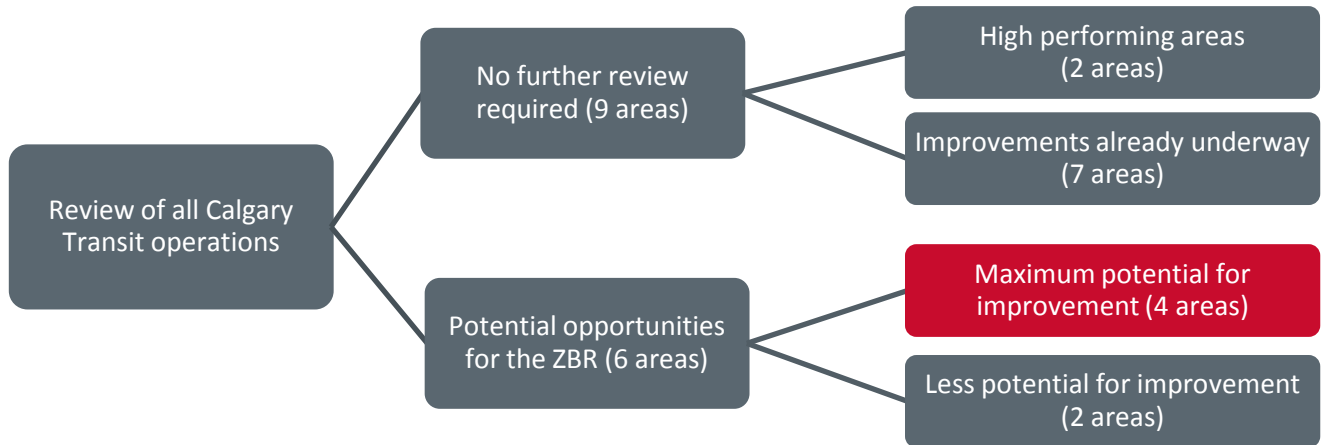 Review of all Calgary
Transit operations
No further review
required (9 areas)
High performing areas
(2 areas)
Improvements already underway
(7 areas)
Potential opportunities
for the ZBR (6 areas)
Maximum potential for
improvement (4 areas)
Less potential for improvement
(2 areas)